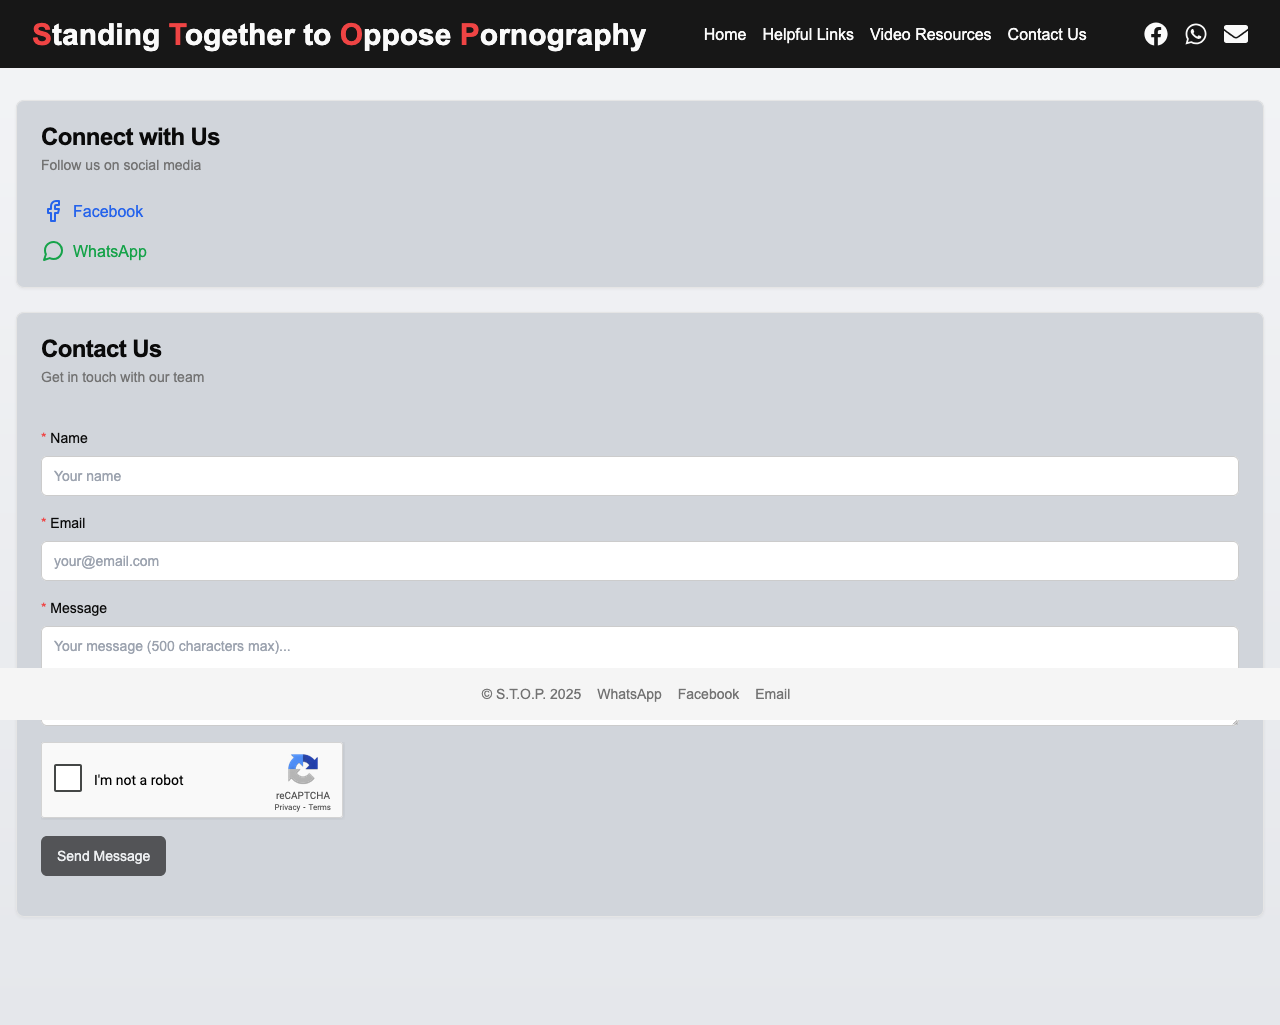 Standing Together to Oppose Pornography
Home Helpful Links Video Resources Contact Us
Connect with Us
Follow us on social media
Facebook
WhatsApp
Contact Us
Get in touch with our team
* Name
Your name
* Email
your@email.com
* Message
Your message (500 characters max)...
© S.T.O.P. 2025 WhatsApp Facebook Email
I'm not a robot
reCAPTCHA
Privacy - Terms
Send Message